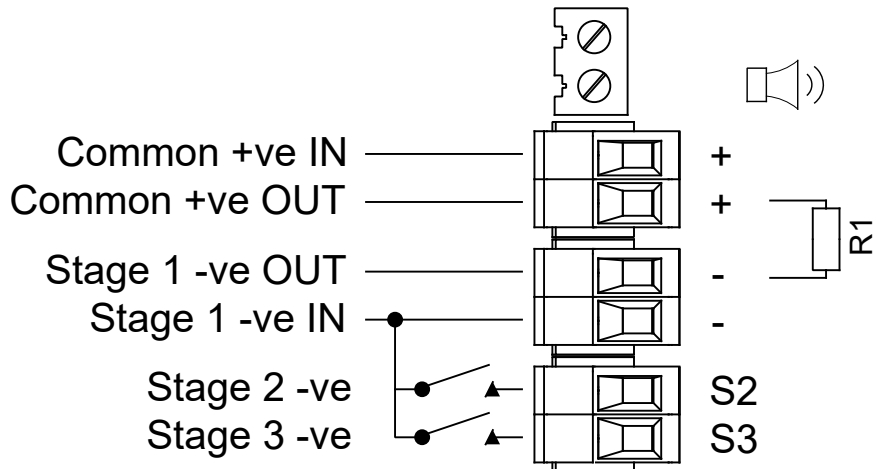 Common +ve IN +
Common +ve OUT +
Stage 1 -ve OUT -
Stage 1 -ve IN -
Stage 2 -ve S2
Stage 3 -ve S3
R1